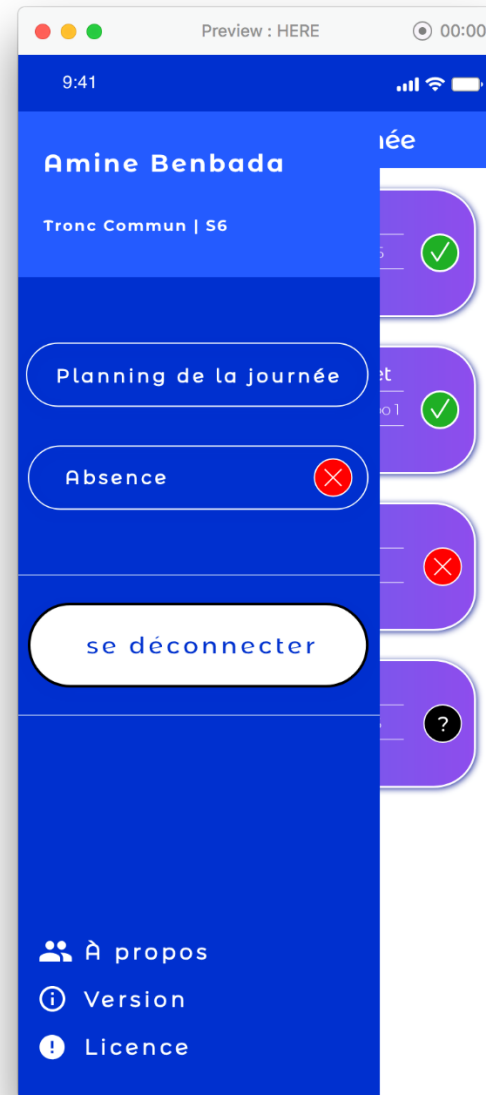 Preview : HERE
00:00
9:41
Amine Benbada
Tronc Commun | S6
Planning de la journée
Absence
se déconnecter
?
À propos
Version
Licence